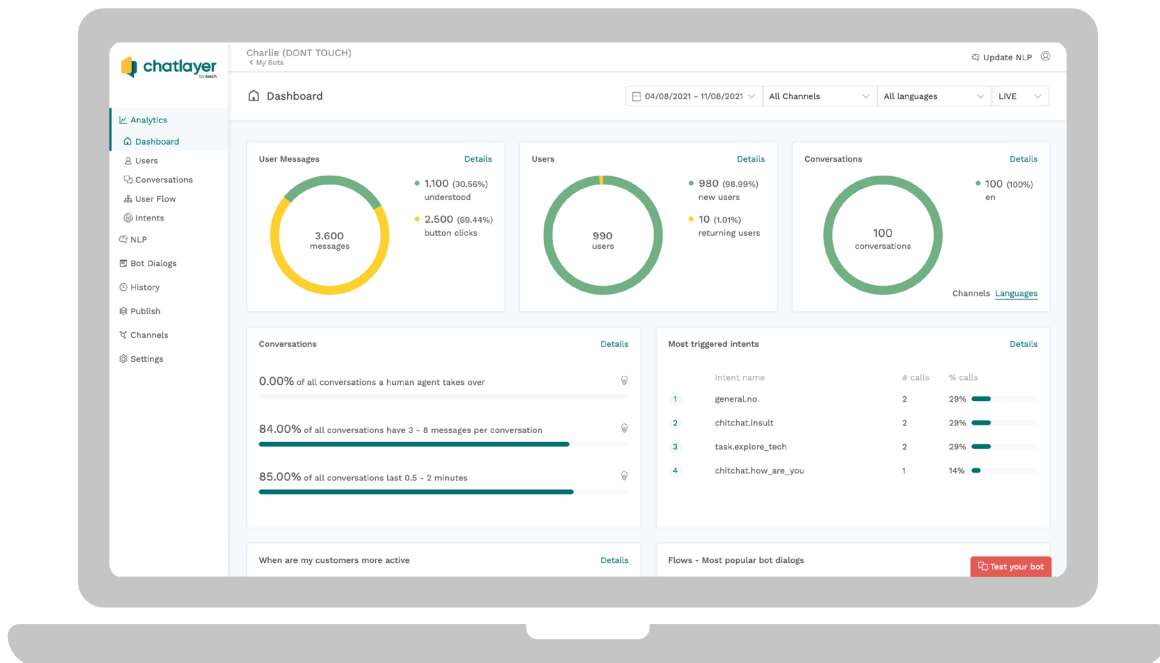 chatlayer
by sinch
Charlie (DONT TOUCH)
< My Bots
Update NLP
Dashboard
04/08/2021 - 11/08/2021
All Channels
All languages
LIVE
Analytics
Dashboard
Users
Conversations
User Flow
Intents
NLP
Bot Dialogs
History
Publish
Channels
Settings
User Messages
Details
3.600
messages
1.100 (30.56%)
understood
2.500 (69.44%)
button clicks
Users
Details
990
users
980 (98.99%)
new users
10 (1.01%)
returning users
Conversations
Details
100
conversations
100 (100%)
en
Channels Languages
Conversations
Details
0.00% of all conversations a human agent takes over
84.00% of all conversations have 3 - 8 messages per conversation
85.00% of all conversations last 0.5 - 2 minutes
Most triggered intents
Details
Intent name # calls % calls
1 general.no 2 29%
2 chitchat.insult 2 29%
3 task.explore_tech 2 29%
4 chitchat.how_are_you 1 14%
When are my customers more active
Details
Flows - Most popular bot dialogs
Test your bot